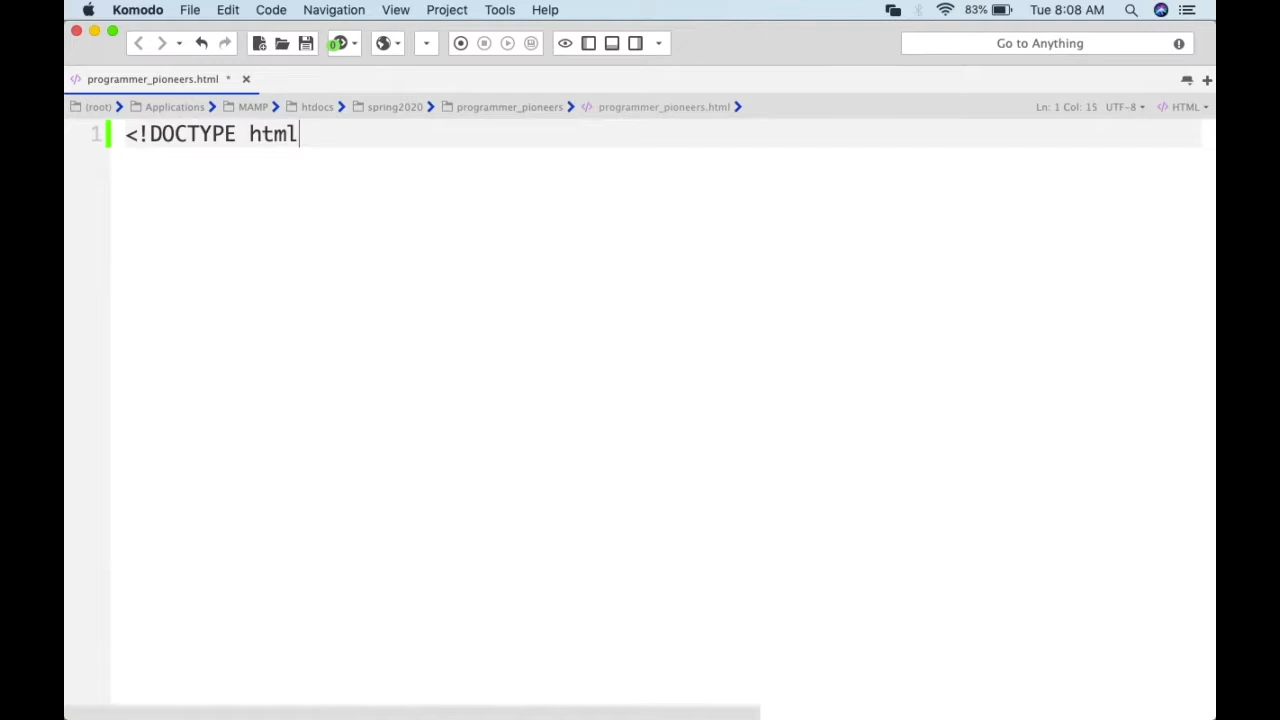 Komodo File Edit Code Navigation View Project Tools Help 83% Tue 8:08 AM
Go to Anything
programmer_pioneers.html *
(root) Applications MAMP htdocs spring2020 programmer_pioneers programmer_pioneers.html Ln: 1 Col: 15 UTF-8 HTML
1 <!DOCTYPE html